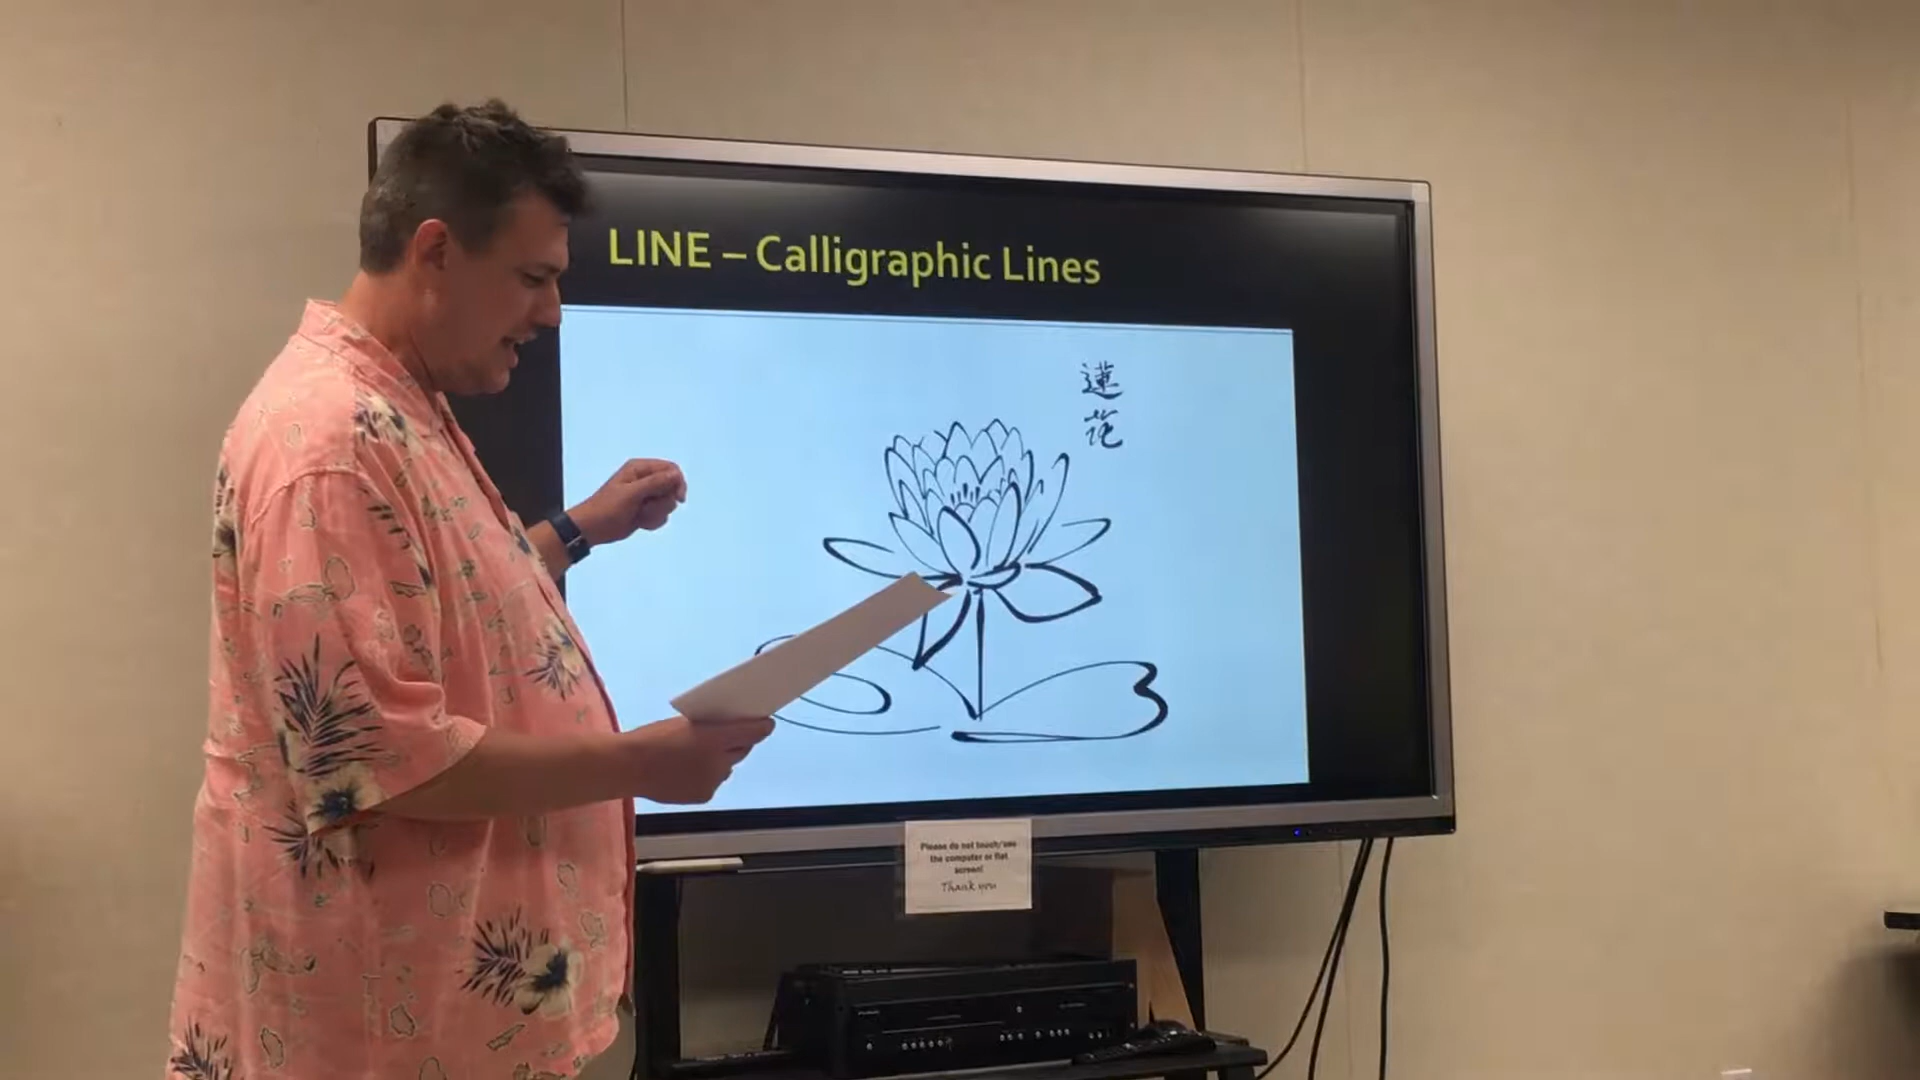 LINE – Calligraphic Lines
蓮
花
Please do not touch/use
the computer or flat
screen!
Thank you